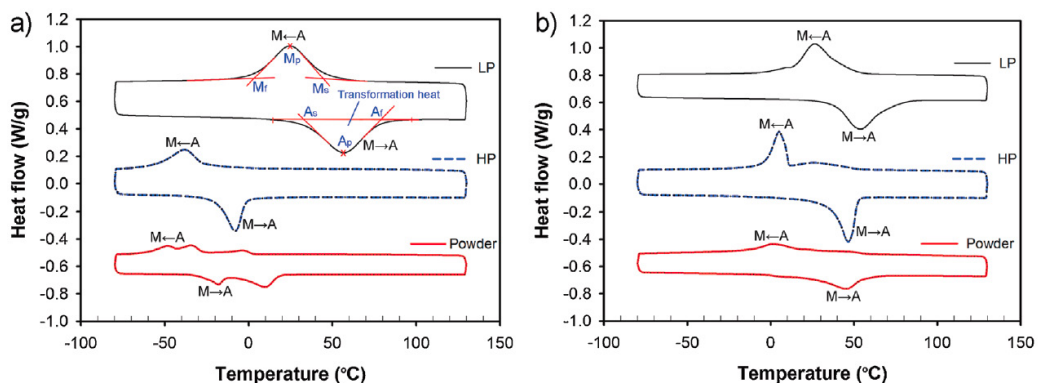 a)
1.2
1.0
0.8
0.6
0.4
0.2
0.0
-0.2
-0.4
-0.6
-0.8
-1.0
Heat flow (W/g)
M←A
Mp
LP
Mf
Ms
Transformation heat
As
Af
Ap
M→A
M←A
HP
M→A
M←A
Powder
M→A
-100 -50 0 50 100 150
Temperature (°C)
b)
1.2
1.0
0.8
0.6
0.4
0.2
0.0
-0.2
-0.4
-0.6
-0.8
-1.0
Heat flow (W/g)
M←A
LP
M→A
M←A
HP
M→A
M←A
Powder
M→A
-100 -50 0 50 100 150
Temperature (°C)